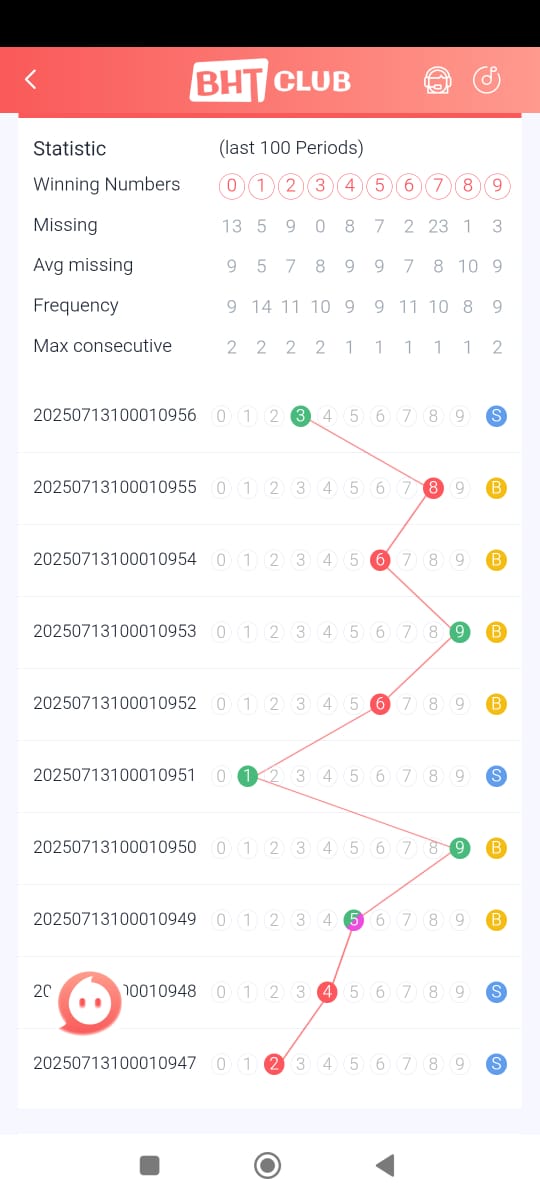 BHT CLUB
Statistic (last 100 Periods)
Winning Numbers 0 1 2 3 4 5 6 7 8 9
Missing 13 5 9 0 8 7 2 23 1 3
Avg missing 9 5 7 8 9 9 7 8 10 9
Frequency 9 14 11 10 9 9 11 10 8 9
Max consecutive 2 2 2 2 1 1 1 1 1 2
20250713100010956 0 1 2 3 4 5 6 7 8 9 S
20250713100010955 0 1 2 3 4 5 6 7 8 9 B
20250713100010954 0 1 2 3 4 5 6 7 8 9 B
20250713100010953 0 1 2 3 4 5 6 7 8 9 B
20250713100010952 0 1 2 3 4 5 6 7 8 9 B
20250713100010951 0 1 2 3 4 5 6 7 8 9 S
20250713100010950 0 1 2 3 4 5 6 7 8 9 B
20250713100010949 0 1 2 3 4 5 6 7 8 9 B
0010948 0 1 2 3 4 5 6 7 8 9 S
20250713100010947 0 1 2 3 4 5 6 7 8 9 S